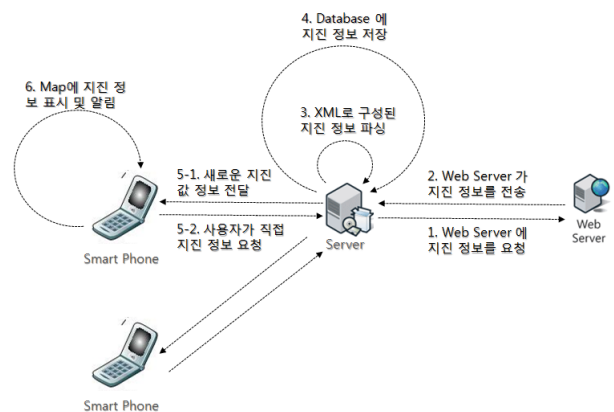 4. Database 에
지진 정보 저장
6. Map에 지진 정
보 표시 및 알림
3. XML로 구성된
지진 정보 파싱
5-1. 새로운 지진
값 정보 전달
2. Web Server 가
지진 정보를 전송
5-2. 사용자가 직접
지진 정보 요청
1. Web Server 에
지진 정보를 요청
Server
Web
Server
Smart Phone
Smart Phone